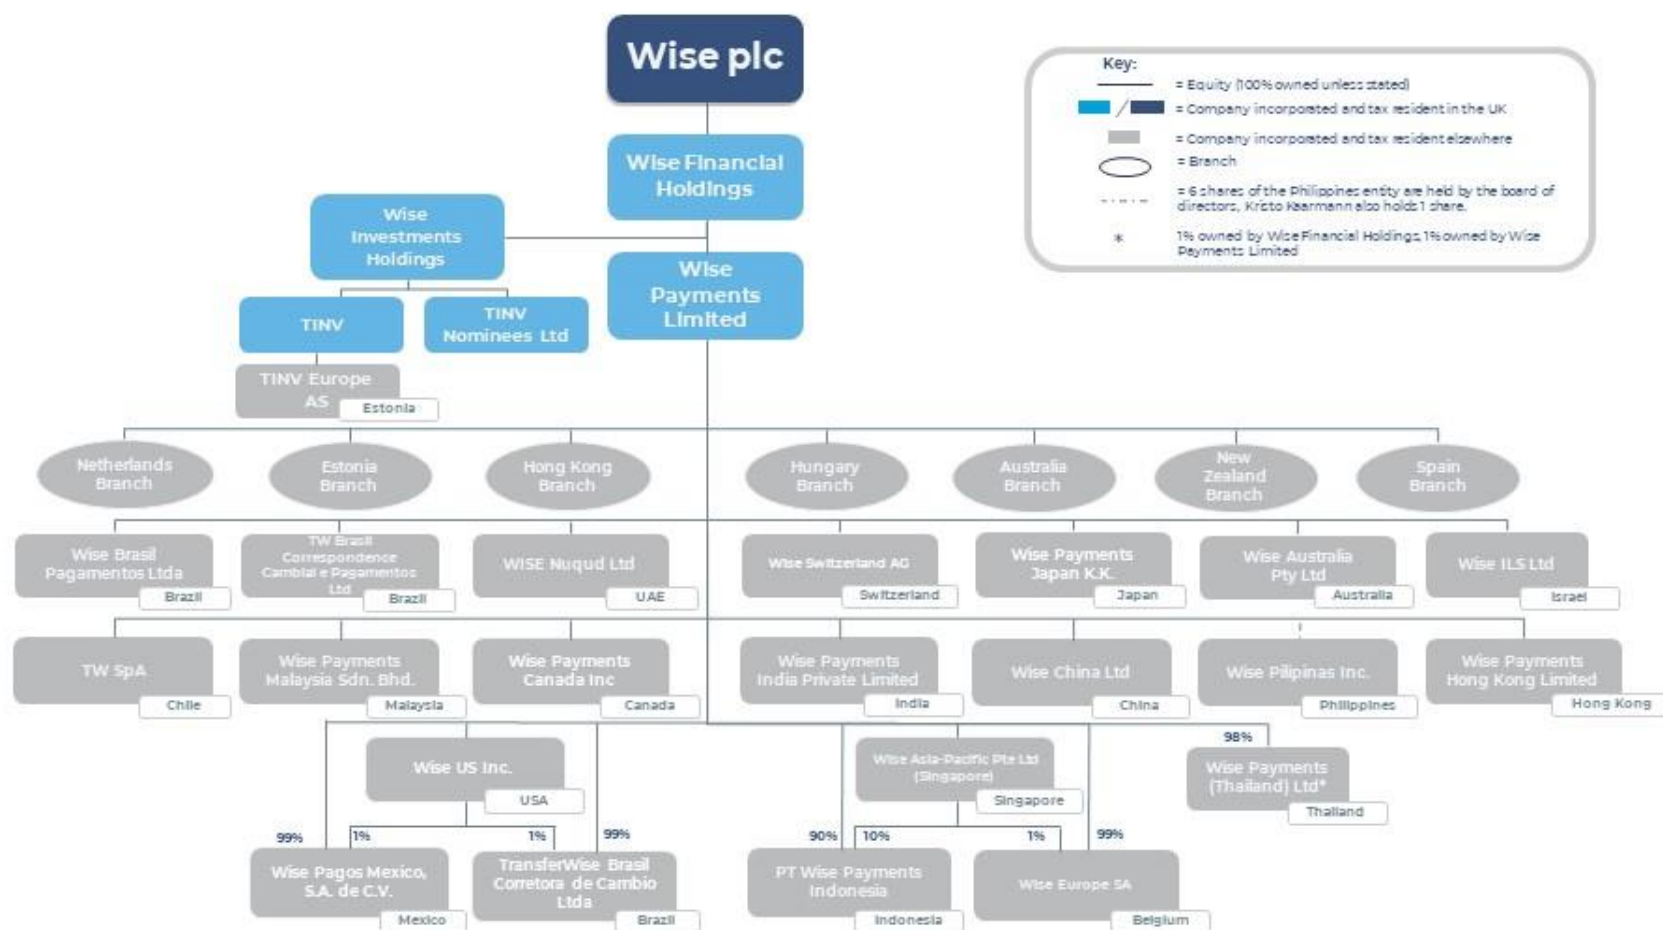 Wise plc
Key:
= Equity (100% owned unless stated)
/
= Company incorporated and tax resident in the UK
= Company incorporated and tax resident elsewhere
= Branch
= 6 shares of the Philippines entity are held by the board of
directors, Kristo Kaarmann also holds 1 share.
*
1% owned by Wise Financial Holdings, 1% owned by Wise
Payments Limited
Wise Financial
Holdings
Wise
Investments
Holdings
Wise
Payments
Limited
TINV
TINV
Nominees Ltd
TINV Europe
AS
Estonia
Netherlands
Branch
Estonia
Branch
Hong Kong
Branch
Hungary
Branch
Australia
Branch
New
Zealand
Branch
Spain
Branch
Wise Brasil
Pagamentos Ltda
Brazil
TW Brasil
Correspondence
Cambial e Pagamentos
Ltd
Brazil
WISE Nuqud Ltd
UAE
Wise Switzerland AG
Switzerland
Wise Payments
Japan K.K.
Japan
Wise Australia
Pty Ltd
Australia
Wise ILS Ltd
Israel
TW SpA
Chile
Wise Payments
Malaysia Sdn. Bhd.
Malaysia
Wise Payments
Canada Inc
Canada
Wise Payments
India Private Limited
India
Wise China Ltd
China
Wise Pilipinas Inc.
Philippines
Wise Payments
Hong Kong Limited
Hong Kong
Wise US Inc.
USA
Wise Asia-Pacific Pte Ltd
(Singapore)
Singapore
98%
Wise Payments
(Thailand) Ltd*
Thailand
99%
1%
1%
99%
90%
10%
1%
99%
Wise Pagos Mexico,
S.A. de C.V.
Mexico
TransferWise Brasil
Corretora de Cambio
Ltda
Brazil
PT Wise Payments
Indonesia
Indonesia
Wise Europe SA
Belgium